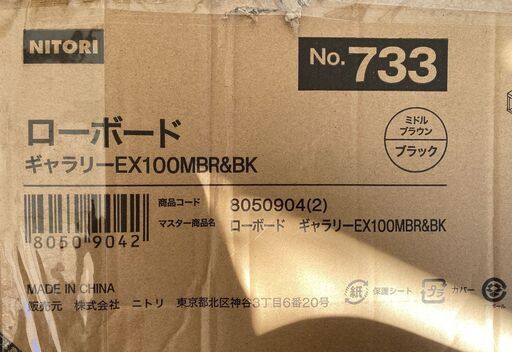 NITORI
No.733
ローボード
ギャラリーEX100MBR&BK
ミドル
ブラウン
ブラック
商品コード 8050904(2)
マスター商品名 ローボード ギャラリーEX100MBR&BK
80509042
MADE IN CHINA
販売元 株式会社 ニトリ 東京都北区神谷3丁目6番20号
紙 保護シート プラ カバー